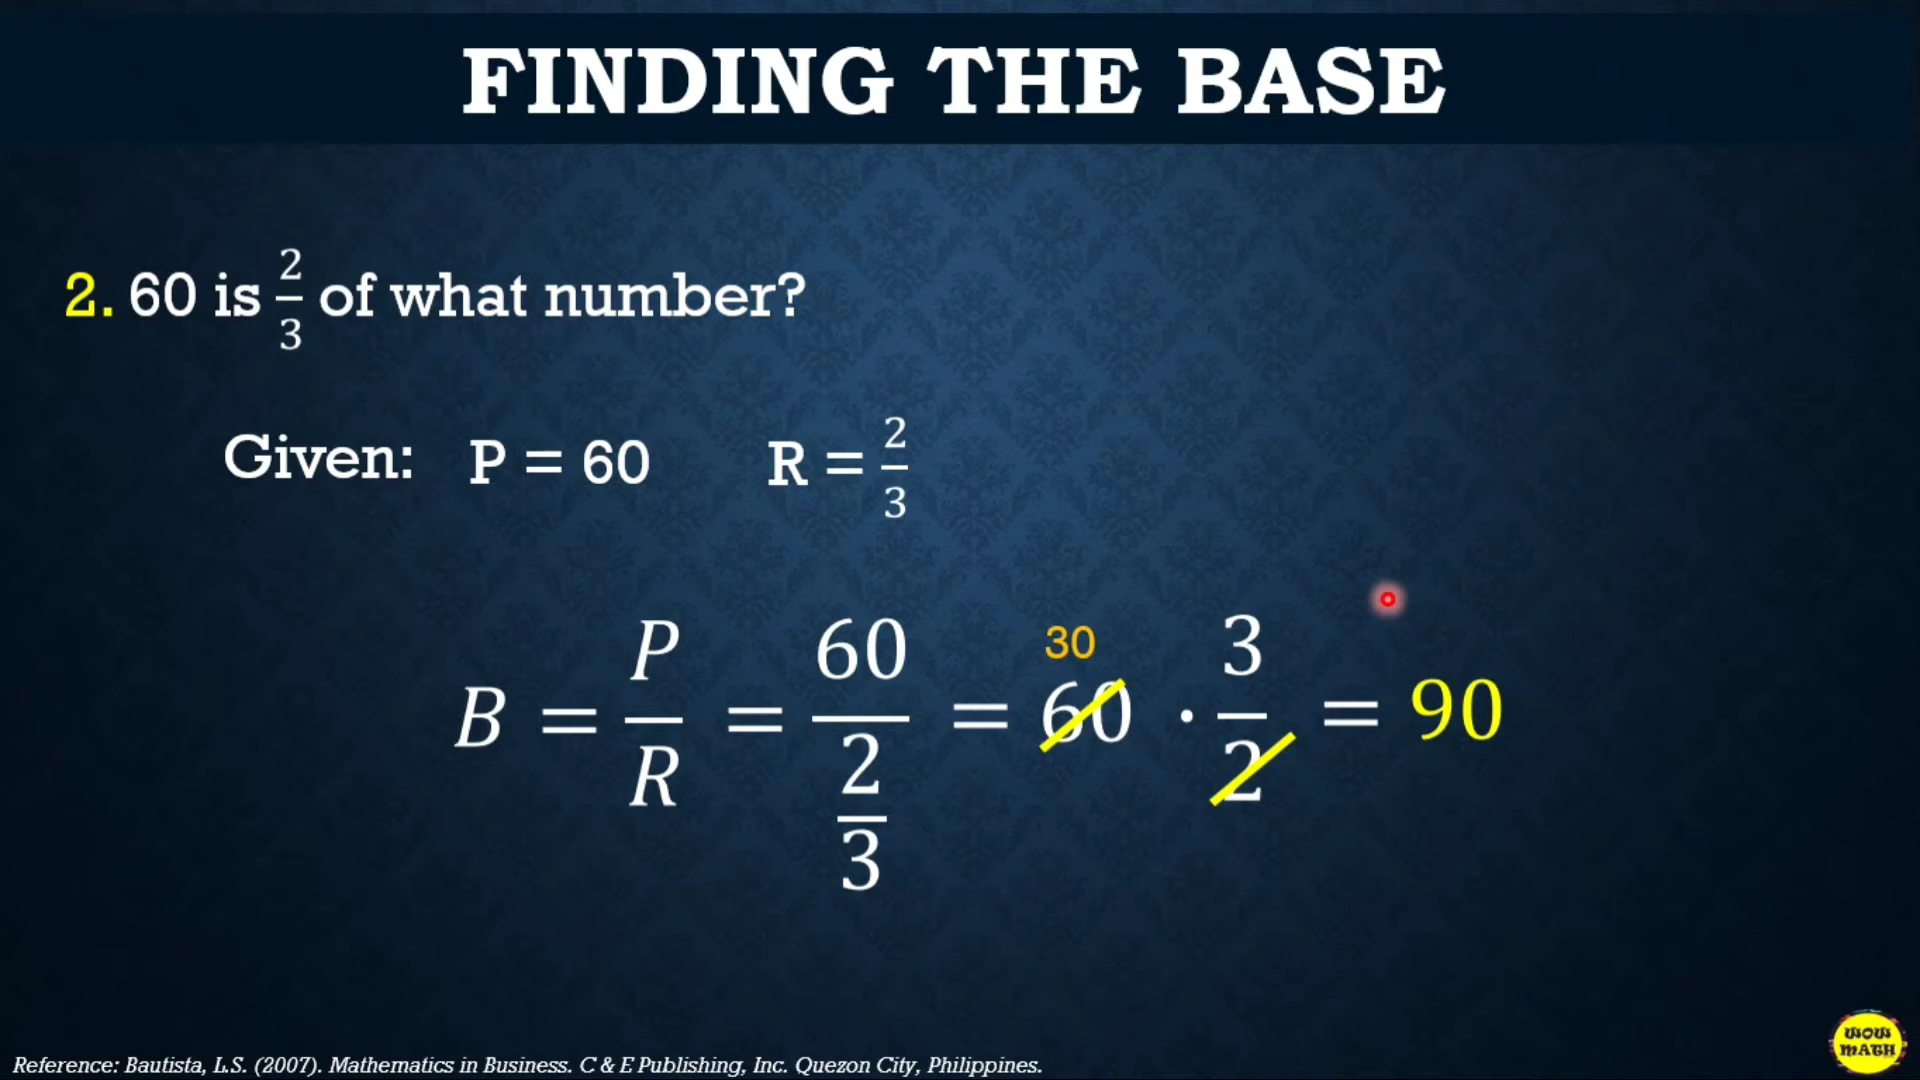 FINDING THE BASE
2. 60 is 2/3 of what number?
Given: P = 60 R = 2/3
B = P/R = 60/(2/3) = 30 60 · 3/2 = 90
Reference: Bautista, L.S. (2007). Mathematics in Business. C & E Publishing, Inc. Quezon City, Philippines.
WOW
MATH